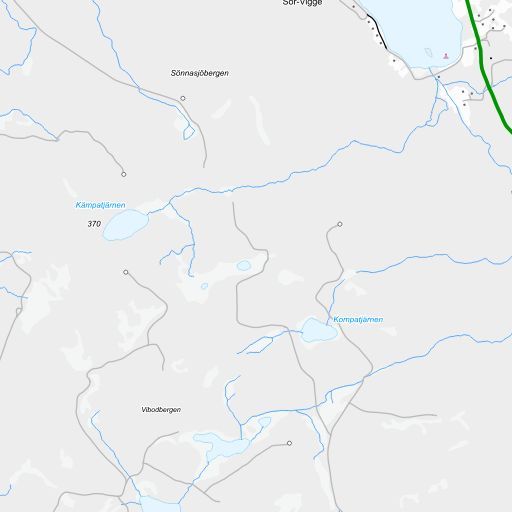 Sör-Vigge
Sönnasjöbergen
Kämpatjärnen
370
Kompatjärnen
Vibodbergen